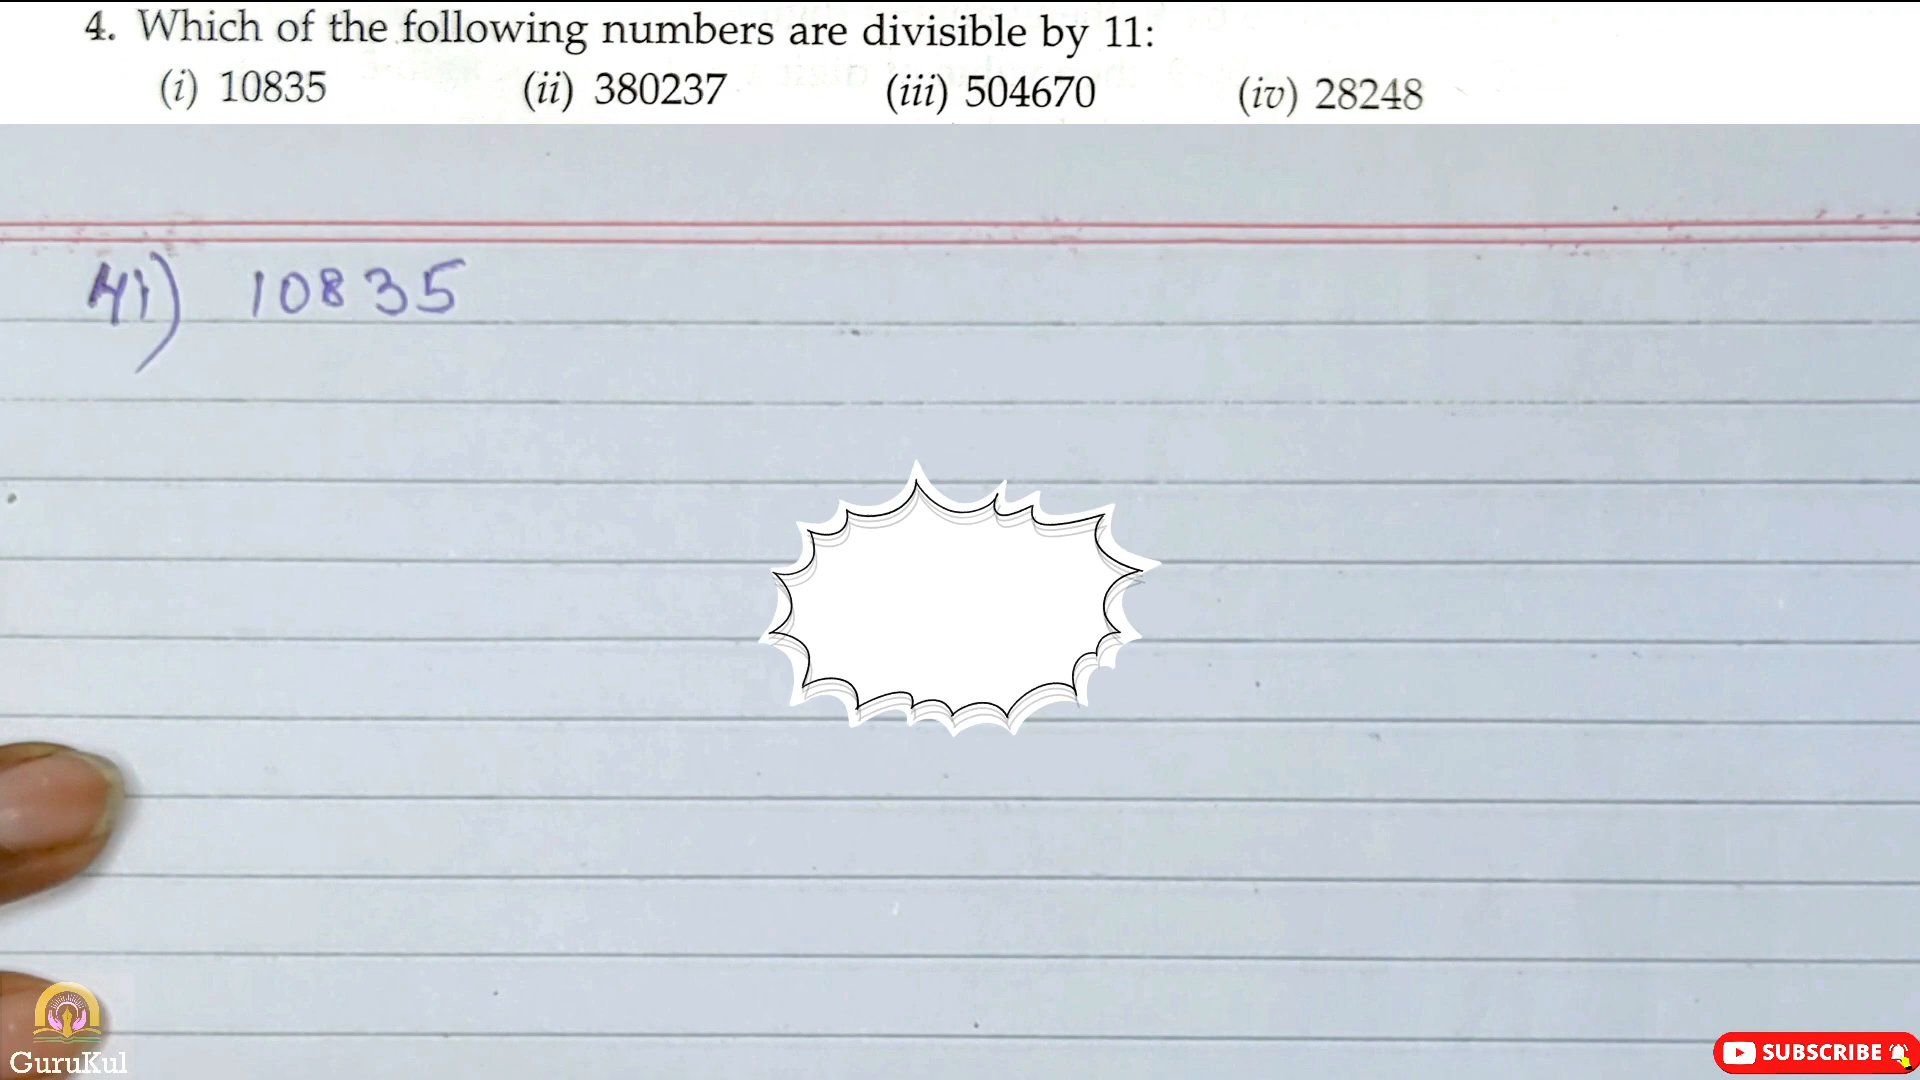 4. Which of the following numbers are divisible by 11:
(i) 10835 (ii) 380237 (iii) 504670 (iv) 28248
4i) 10835
GuruKul
SUBSCRIBE